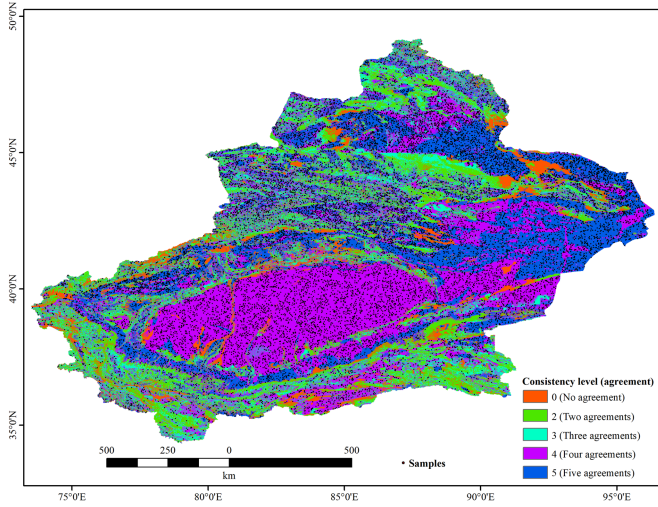 50°0'N
45°0'N
40°0'N
35°0'N
Consistency level (agreement)
0 (No agreement)
2 (Two agreements)
3 (Three agreements)
4 (Four agreements)
5 (Five agreements)
500 250 0 500
km
• Samples
75°0'E 80°0'E 85°0'E 90°0'E 95°0'E